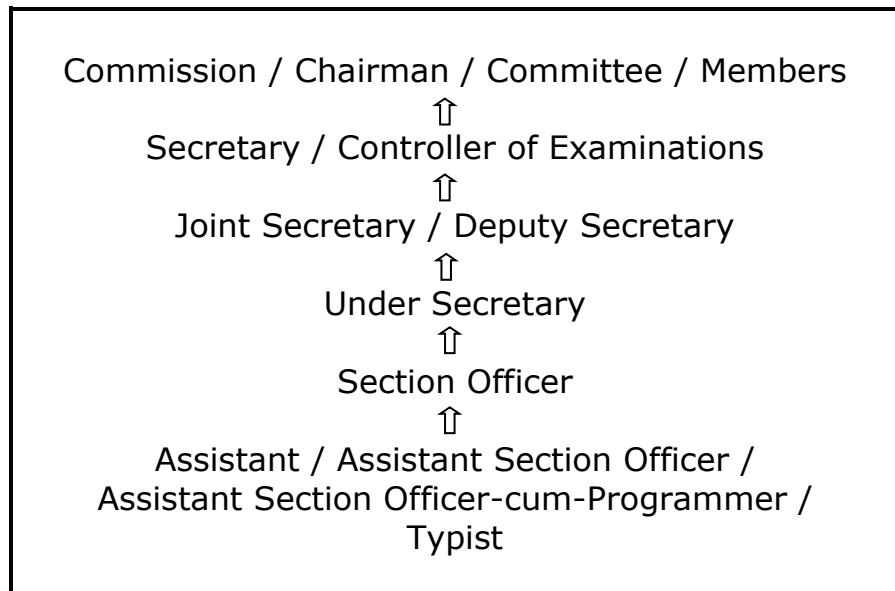 Commission / Chairman / Committee / Members
⇧
Secretary / Controller of Examinations
⇧
Joint Secretary / Deputy Secretary
⇧
Under Secretary
⇧
Section Officer
⇧
Assistant / Assistant Section Officer /
Assistant Section Officer-cum-Programmer /
Typist